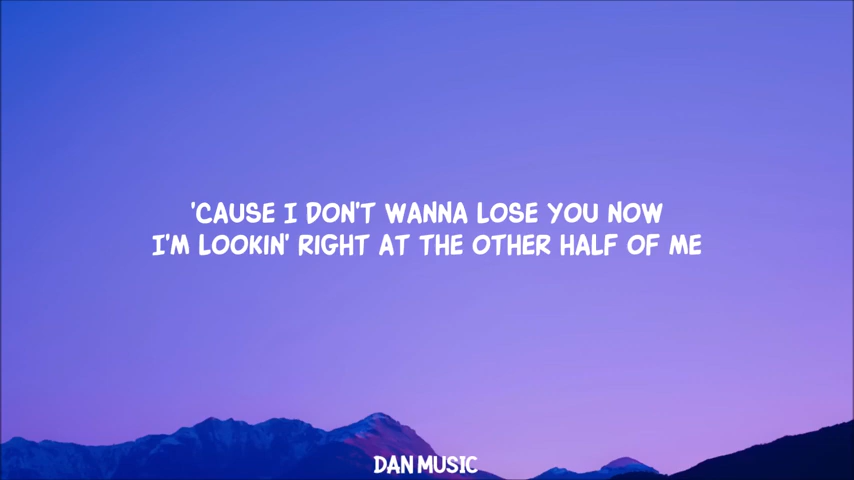 'CAUSE I DON'T WANNA LOSE YOU NOW
I'M LOOKIN' RIGHT AT THE OTHER HALF OF ME
DAN MUSIC